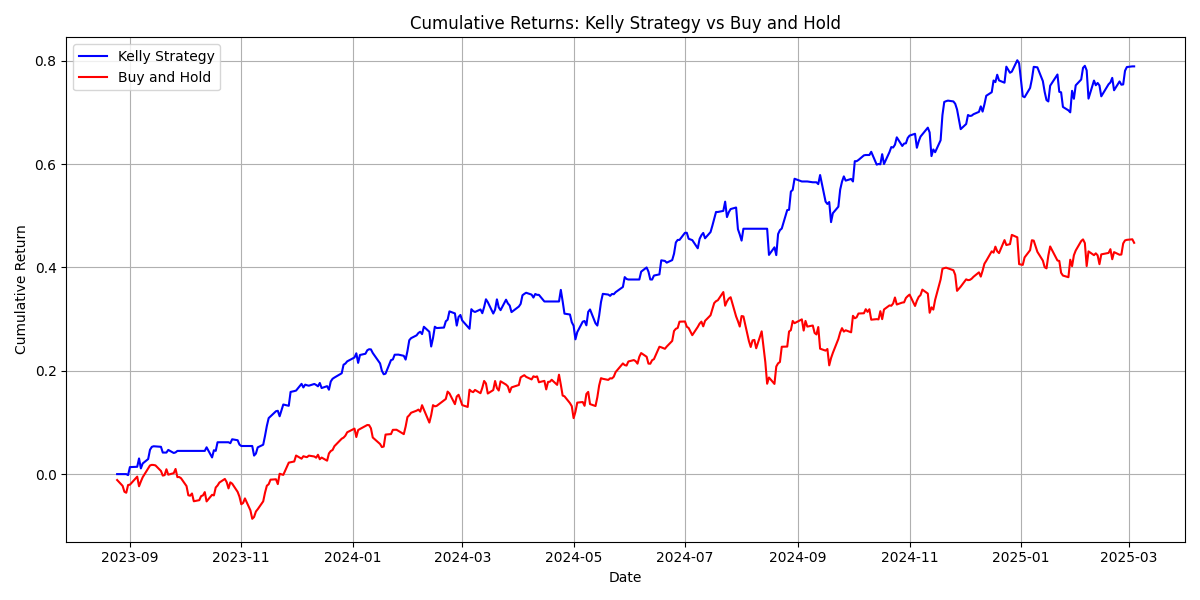 Cumulative Returns: Kelly Strategy vs Buy and Hold
Kelly Strategy
Buy and Hold
Cumulative Return
0.8
0.6
0.4
0.2
0.0
2023-09 2023-11 2024-01 2024-03 2024-05 2024-07 2024-09 2024-11 2025-01 2025-03
Date